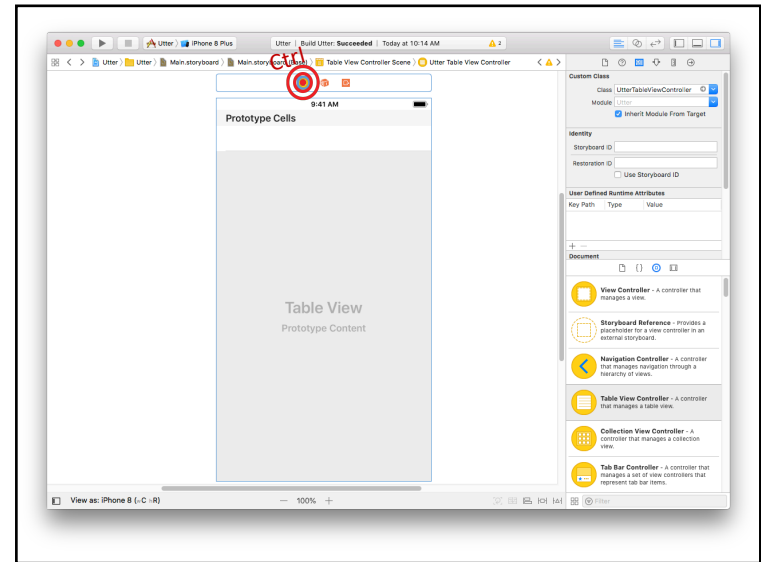 Utter 〉 iPhone 8 Plus
Utter | Build Utter: Succeeded | Today at 10:14 AM
2
Utter 〉 Utter 〉 Main.storyboard 〉 Main.storyboard (Base) 〉 Table View Controller Scene 〉 Utter Table View Controller
Ctrl
9:41 AM
Prototype Cells
Table View
Prototype Content
Custom Class
Class UtterTableViewController
Module Utter
Inherit Module From Target
Identity
Storyboard ID
Restoration ID
Use Storyboard ID
User Defined Runtime Attributes
Key Path Type Value
Document
View Controller - A controller that
manages a view.
Storyboard Reference - Provides a
placeholder for a view controller in an
external storyboard.
Navigation Controller - A controller
that manages navigation through a
hierarchy of views.
Table View Controller - A controller
that manages a table view.
Collection View Controller - A
controller that manages a collection
view.
Tab Bar Controller - A controller that
manages a set of view controllers that
represent tab bar items.
View as: iPhone 8 (wC hR)
100%
Filter